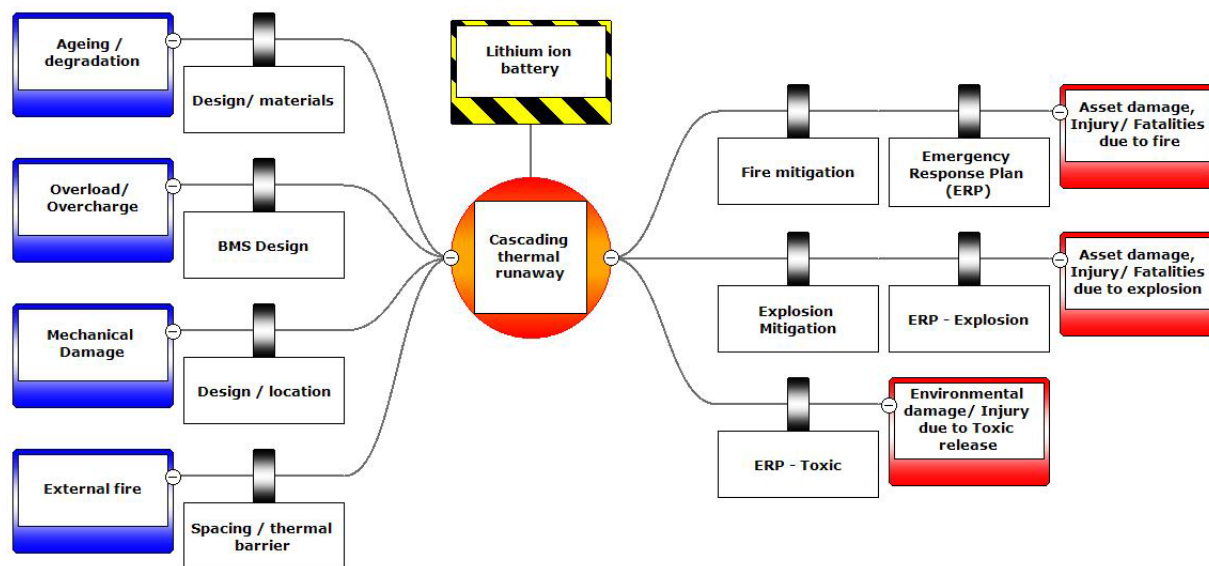 Ageing /
degradation
Design/ materials
Overload/
Overcharge
BMS Design
Mechanical
Damage
Design / location
External fire
Spacing / thermal
barrier
Lithium ion
battery
Cascading
thermal
runaway
Fire mitigation
Emergency
Response Plan
(ERP)
Asset damage,
Injury/ Fatalities
due to fire
Explosion
Mitigation
ERP - Explosion
Asset damage,
Injury/ Fatalities
due to explosion
ERP - Toxic
Environmental
damage/ Injury
due to Toxic
release